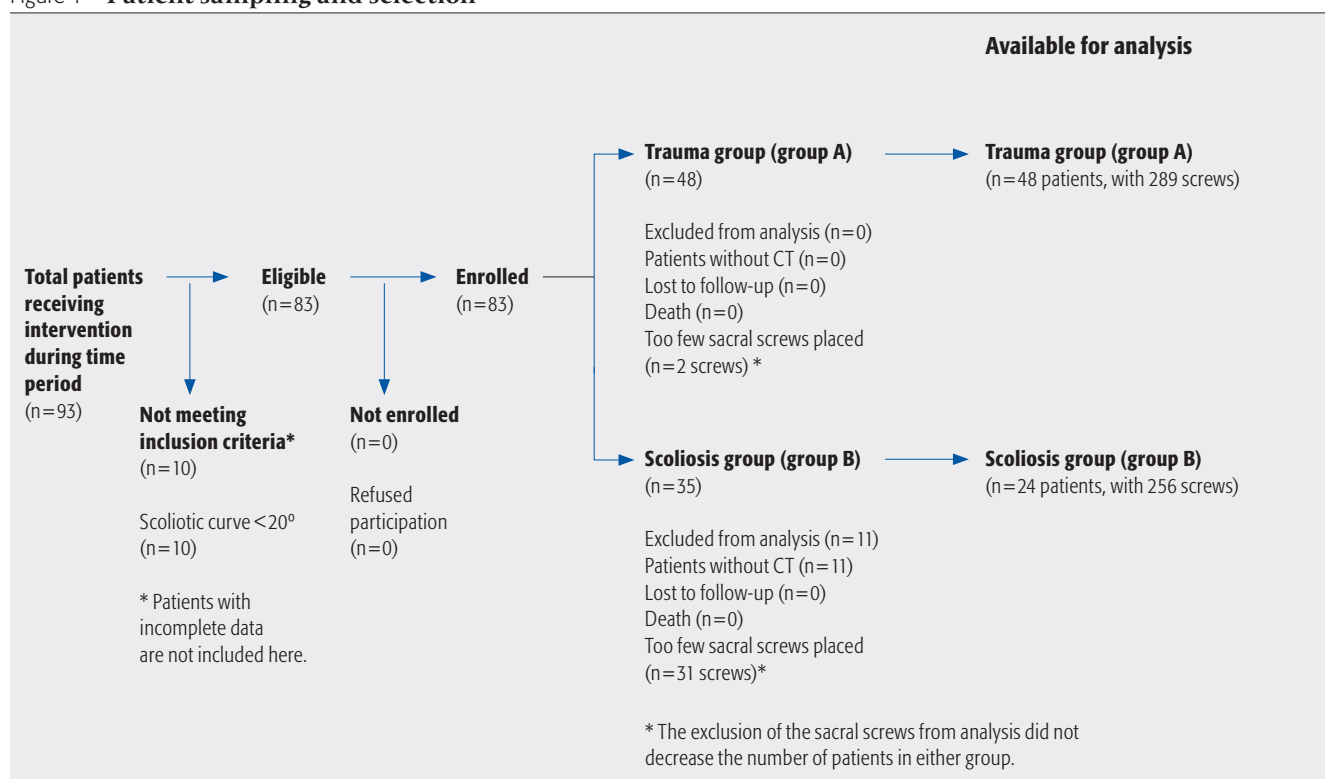 Figure 1 Patient sampling and selection
Available for analysis
Total patients
receiving
intervention
during time
period
(n=93)
Not meeting
inclusion criteria*
(n=10)
Scoliotic curve <20º
(n=10)
* Patients with
incomplete data
are not included here.
Eligible
(n=83)
Not enrolled
(n=0)
Refused
participation
(n=0)
Enrolled
(n=83)
Trauma group (group A)
(n=48)
Excluded from analysis (n=0)
Patients without CT (n=0)
Lost to follow-up (n=0)
Death (n=0)
Too few sacral screws placed
(n=2 screws) *
Trauma group (group A)
(n=48 patients, with 289 screws)
Scoliosis group (group B)
(n=35)
Excluded from analysis (n=11)
Patients without CT (n=11)
Lost to follow-up (n=0)
Death (n=0)
Too few sacral screws placed
(n=31 screws)*
* The exclusion of the sacral screws from analysis did not
decrease the number of patients in either group.
Scoliosis group (group B)
(n=24 patients, with 256 screws)